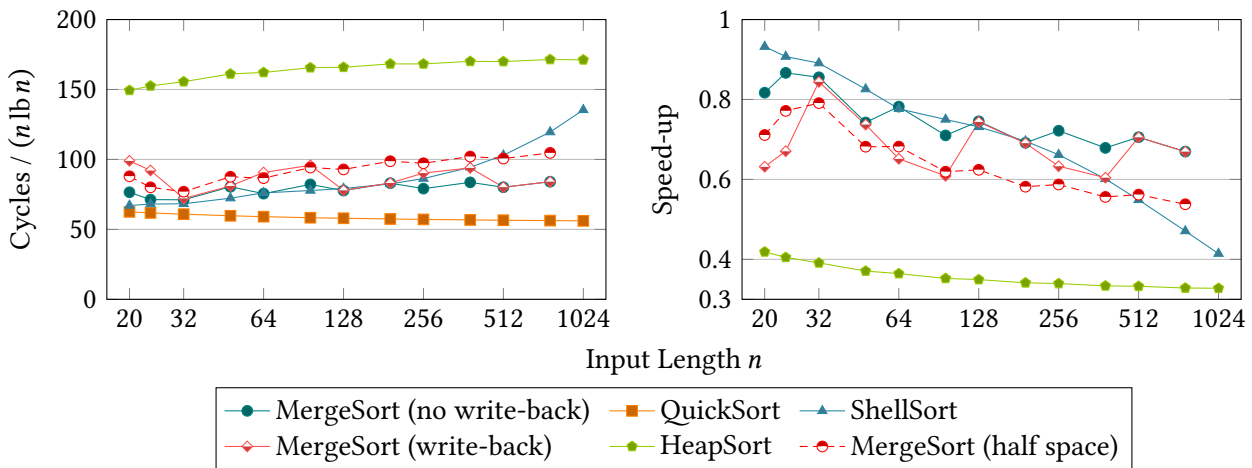 Cycles / (n lb n)
200
150
100
50
0
20 32 64 128 256 512 1024
Speed-up
1
0.8
0.6
0.4
0.3
20 32 64 128 256 512 1024
Input Length n
MergeSort (no write-back) QuickSort ShellSort
MergeSort (write-back) HeapSort MergeSort (half space)